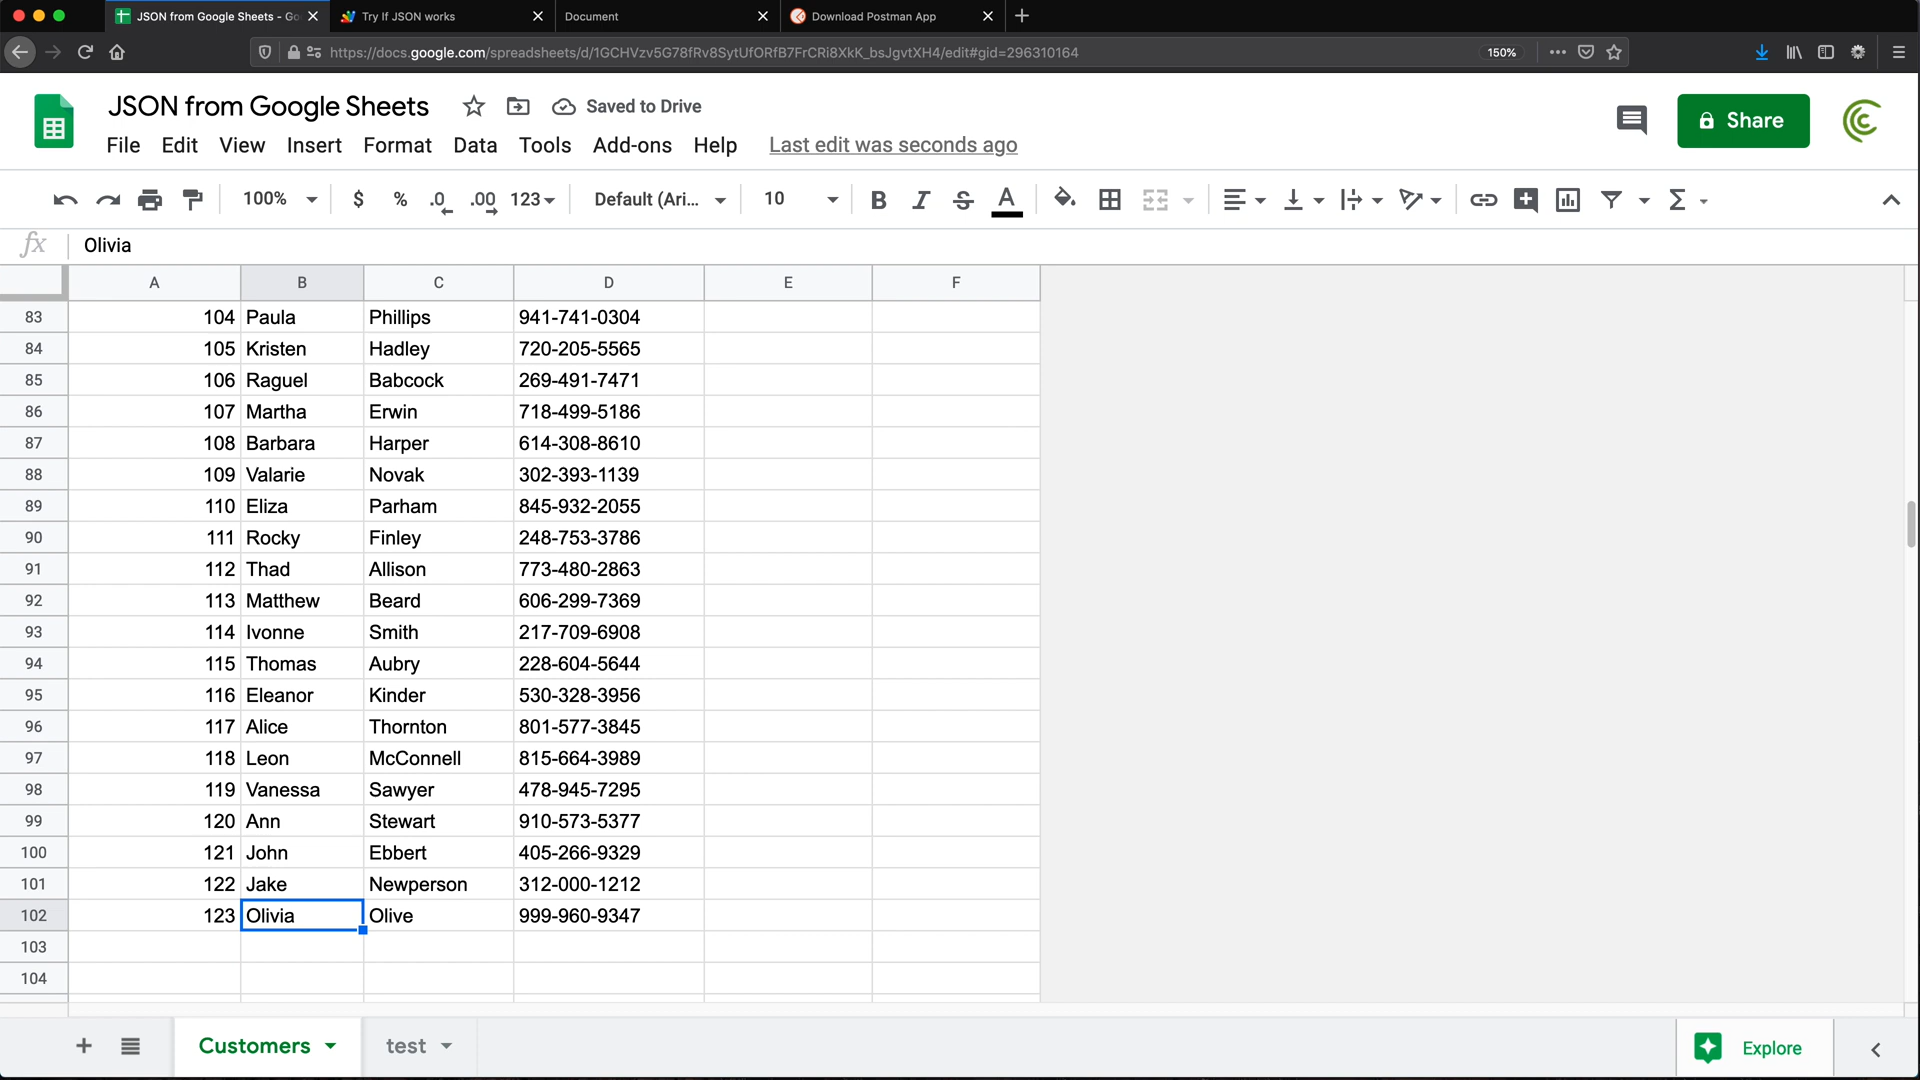 JSON from Google Sheets - Go
Try If JSON works
Document
Download Postman App
https://docs.google.com/spreadsheets/d/1GCHVzv5G78fRv8SytUfORfB7FrCRi8XkK_bsJgvtXH4/edit#gid=296310164
150%
JSON from Google Sheets
Saved to Drive
Share
File Edit View Insert Format Data Tools Add-ons Help Last edit was seconds ago
100% $ % .0 .00 123 Default (Ari... 10 B I S A
fx Olivia
A B C D E F
83 104 Paula Phillips 941-741-0304
84 105 Kristen Hadley 720-205-5565
85 106 Raguel Babcock 269-491-7471
86 107 Martha Erwin 718-499-5186
87 108 Barbara Harper 614-308-8610
88 109 Valarie Novak 302-393-1139
89 110 Eliza Parham 845-932-2055
90 111 Rocky Finley 248-753-3786
91 112 Thad Allison 773-480-2863
92 113 Matthew Beard 606-299-7369
93 114 Ivonne Smith 217-709-6908
94 115 Thomas Aubry 228-604-5644
95 116 Eleanor Kinder 530-328-3956
96 117 Alice Thornton 801-577-3845
97 118 Leon McConnell 815-664-3989
98 119 Vanessa Sawyer 478-945-7295
99 120 Ann Stewart 910-573-5377
100 121 John Ebbert 405-266-9329
101 122 Jake Newperson 312-000-1212
102 123 Olivia Olive 999-960-9347
103
104
Customers test Explore